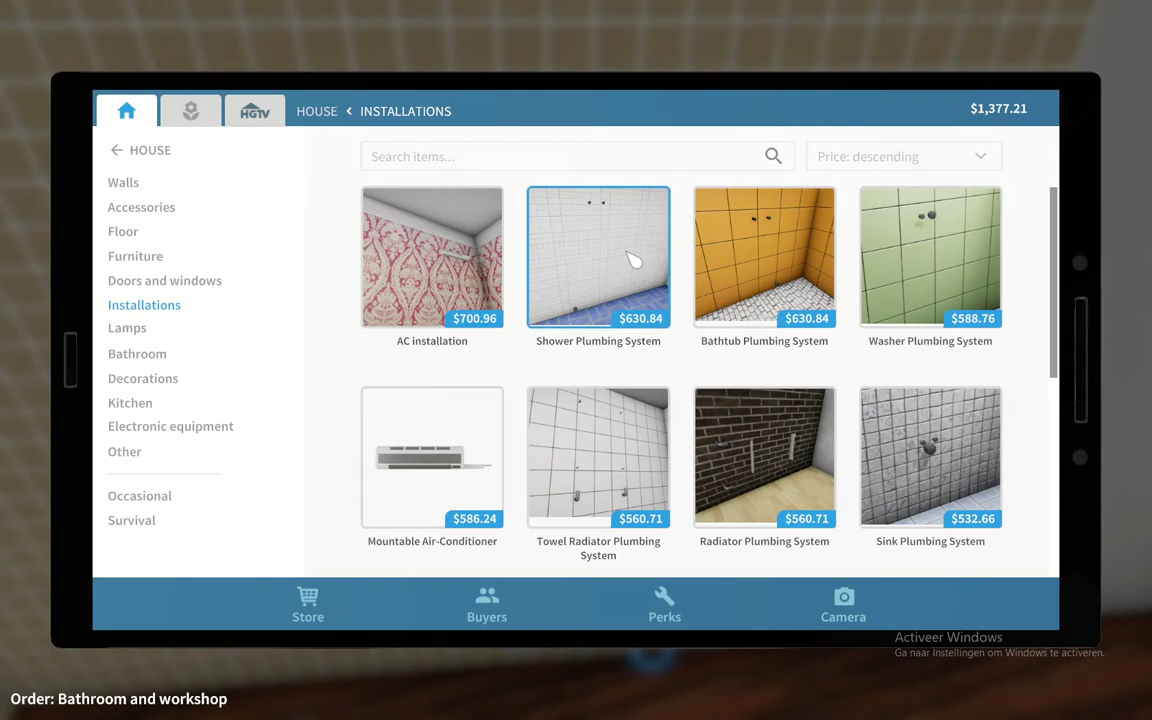 HGTV
HOUSE < INSTALLATIONS
$1,377.21
HOUSE
Search items...
Price: descending
Walls
Accessories
Floor
Furniture
Doors and windows
Installations
Lamps
Bathroom
Decorations
Kitchen
Electronic equipment
Other
Occasional
Survival
$700.96
AC installation
$630.84
Shower Plumbing System
$630.84
Bathtub Plumbing System
$588.76
Washer Plumbing System
$586.24
Mountable Air-Conditioner
$560.71
Towel Radiator Plumbing
System
$560.71
Radiator Plumbing System
$532.66
Sink Plumbing System
Store
Buyers
Perks
Camera
Activeer Windows
Ga naar Instellingen om Windows te activeren.
Order: Bathroom and workshop